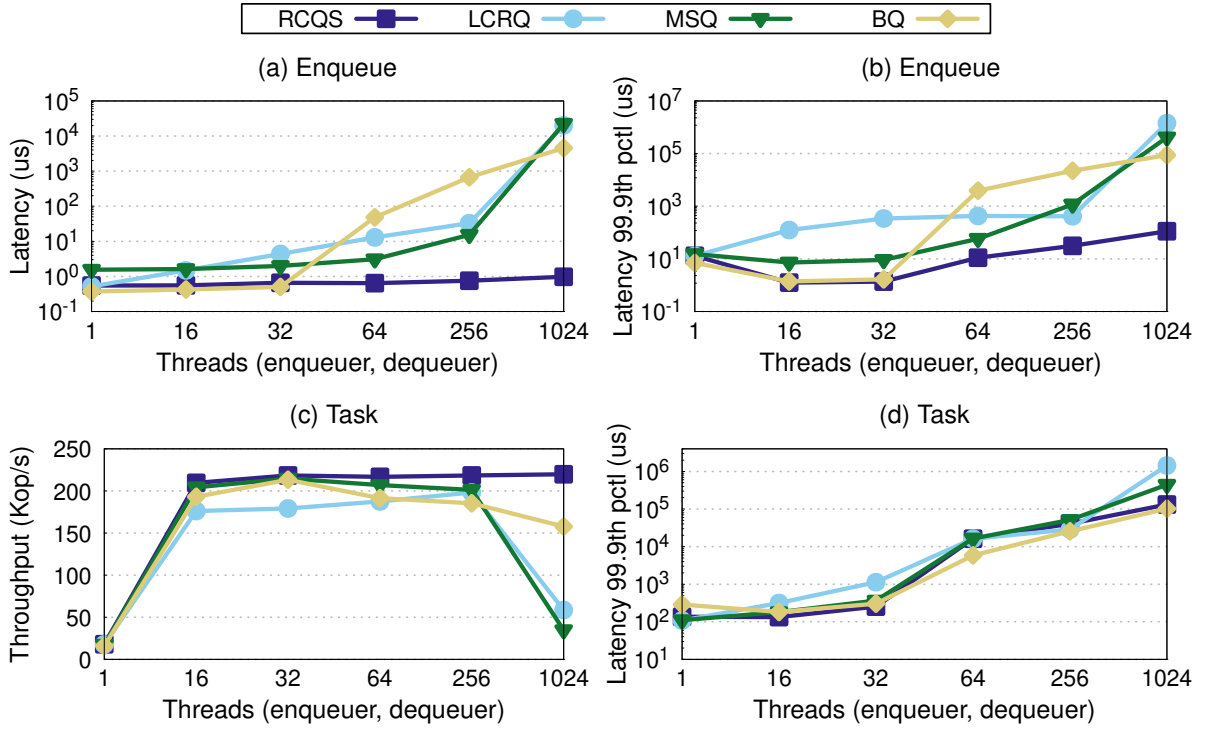 RCQS LCRQ MSQ BQ
(a) Enqueue
Latency (us)
10^5
10^4
10^3
10^2
10^1
10^0
10^-1
1 16 32 64 256 1024
Threads (enqueuer, dequeuer)
(b) Enqueue
Latency 99.9th pctl (us)
10^7
10^5
10^3
10^1
10^-1
1 16 32 64 256 1024
Threads (enqueuer, dequeuer)
(c) Task
Throughput (Kop/s)
250
200
150
100
50
0
1 16 32 64 256 1024
Threads (enqueuer, dequeuer)
(d) Task
Latency 99.9th pctl (us)
10^6
10^5
10^4
10^3
10^2
10^1
1 16 32 64 256 1024
Threads (enqueuer, dequeuer)